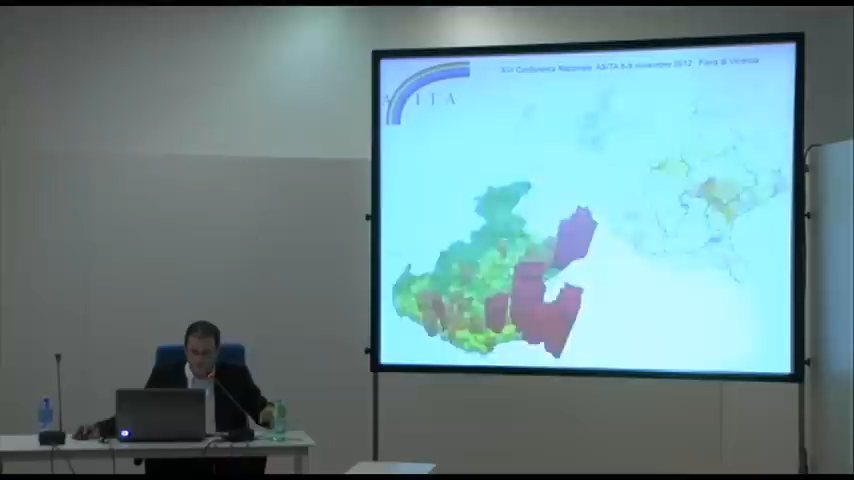 XVI Conferenza Nazionale ASITA 6-9 novembre 2012 Fiera di Vicenza
ASITA